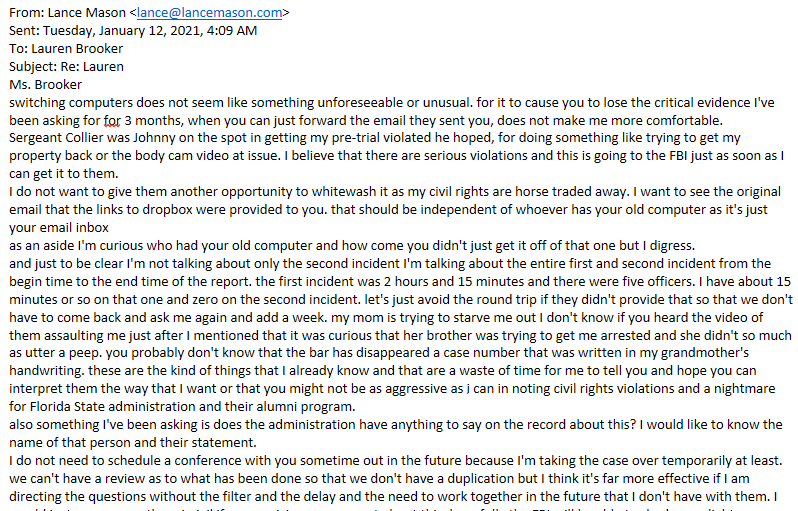 From: Lance Mason <lance@lancemason.com>
Sent: Tuesday, January 12, 2021, 4:09 AM
To: Lauren Brooker
Subject: Re: Lauren
Ms. Brooker
switching computers does not seem like something unforeseeable or unusual. for it to cause you to lose the critical evidence I've
been asking for for 3 months, when you can just forward the email they sent you, does not make me more comfortable.
Sergeant Collier was Johnny on the spot in getting my pre-trial violated he hoped, for doing something like trying to get my
property back or the body cam video at issue. I believe that there are serious violations and this is going to the FBI just as soon as I
can get it to them.
I do not want to give them another opportunity to whitewash it as my civil rights are horse traded away. I want to see the original
email that the links to dropbox were provided to you. that should be independent of whoever has your old computer as it's just
your email inbox
as an aside I'm curious who had your old computer and how come you didn't just get it off of that one but I digress.
and just to be clear I'm not talking about only the second incident I'm talking about the entire first and second incident from the
begin time to the end time of the report. the first incident was 2 hours and 15 minutes and there were five officers. I have about 15
minutes or so on that one and zero on the second incident. let's just avoid the round trip if they didn't provide that so that we don't
have to come back and ask me again and add a week. my mom is trying to starve me out I don't know if you heard the video of
them assaulting me just after I mentioned that it was curious that her brother was trying to get me arrested and she didn't so much
as utter a peep. you probably don't know that the bar has disappeared a case number that was written in my grandmother's
handwriting. these are the kind of things that I already know and that are a waste of time for me to tell you and hope you can
interpret them the way that I want or that you might not be as aggressive as i can in noting civil rights violations and a nightmare
for Florida State administration and their alumni program.
also something I've been asking is does the administration have anything to say on the record about this? I would like to know the
name of that person and their statement.
I do not need to schedule a conference with you sometime out in the future because I'm taking the case over temporarily at least.
we can't have a review as to what has been done so that we don't have a duplication but I think it's far more effective if I am
directing the questions without the filter and the delay and the need to work together in the future that I don't have with them. I